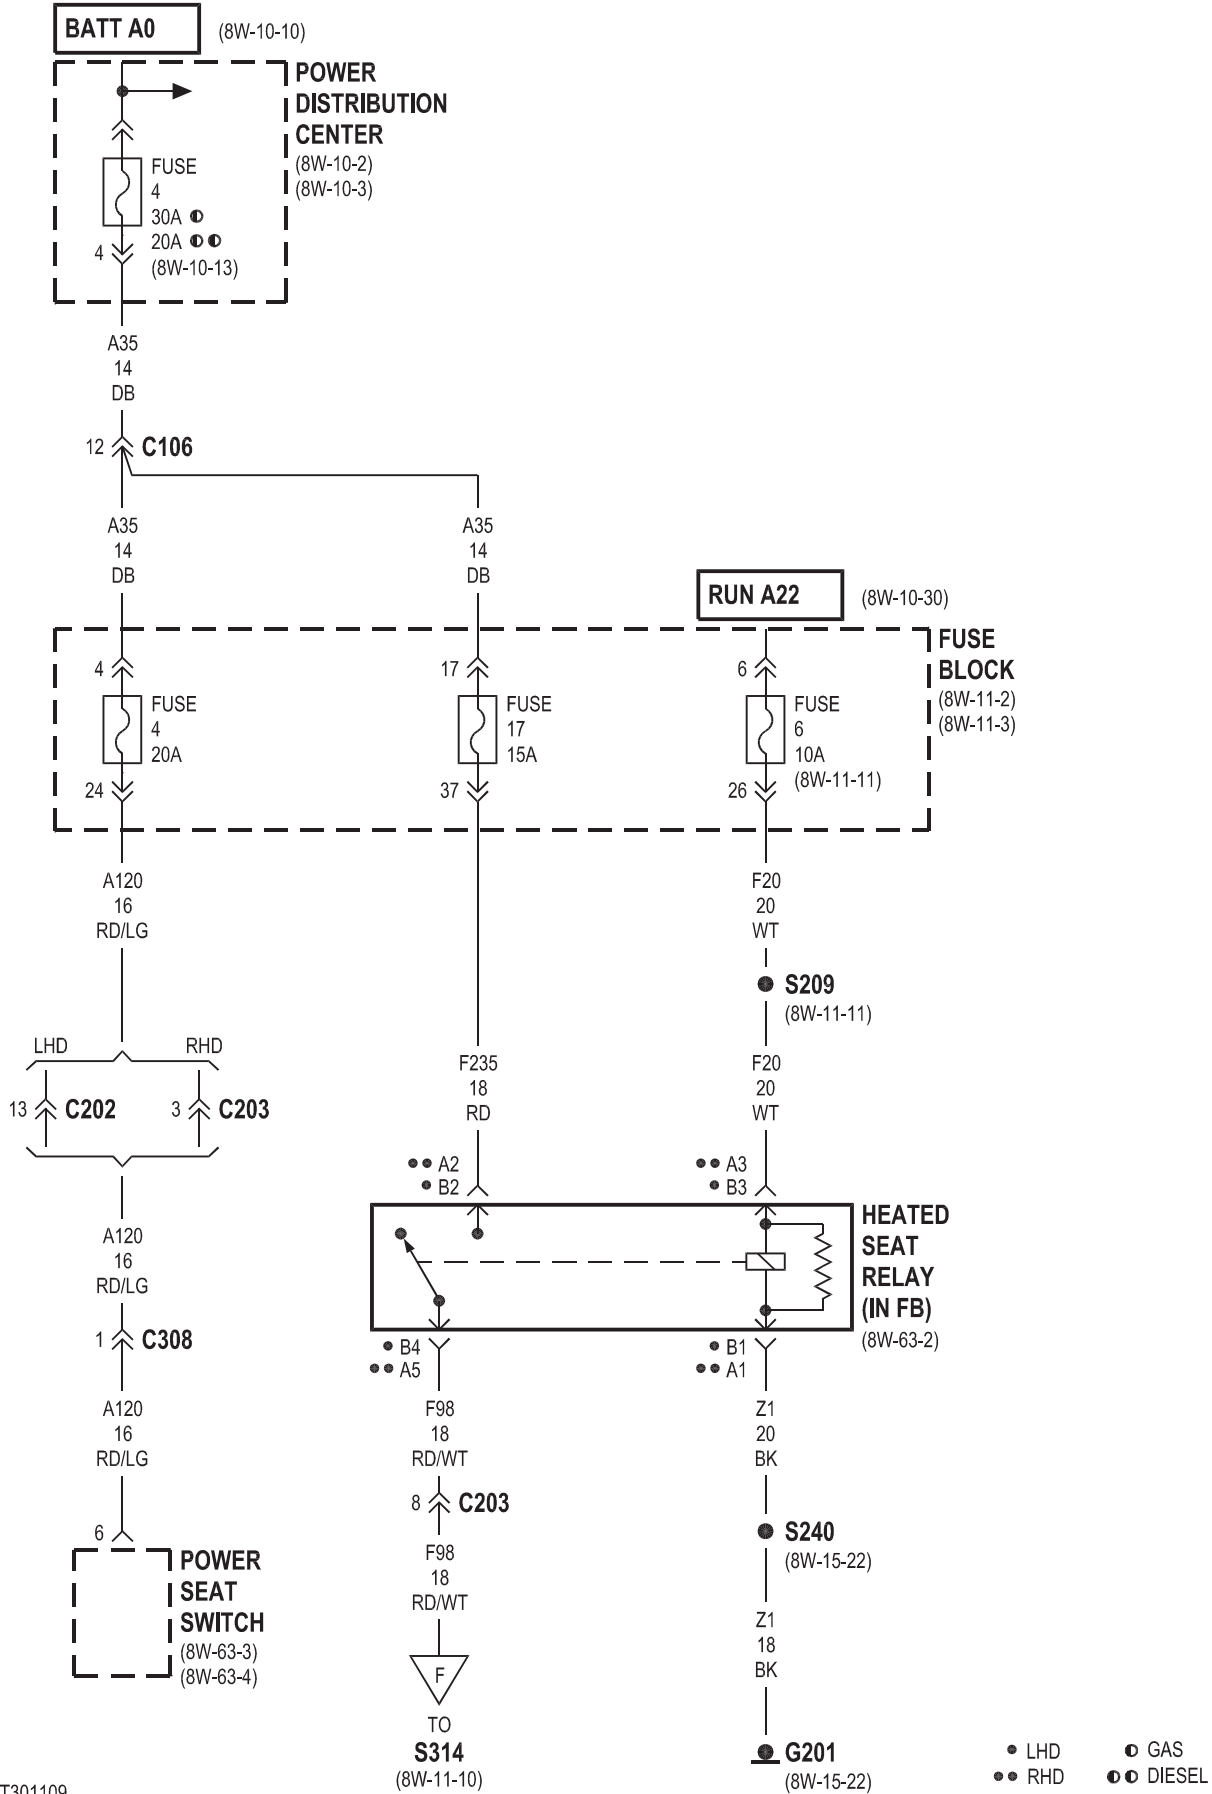 BATT A0 (8W-10-10)
POWER
DISTRIBUTION
CENTER
(8W-10-2)
(8W-10-3)
FUSE
4
30A
20A
(8W-10-13)
4
A35
14
DB
12 C106
A35
14
DB
A35
14
DB
RUN A22 (8W-10-30)
FUSE
BLOCK
(8W-11-2)
(8W-11-3)
4
FUSE
4
20A
24
17
FUSE
17
15A
37
6
FUSE
6
10A
(8W-11-11)
26
A120
16
RD/LG
F20
20
WT
S209
(8W-11-11)
LHD RHD
13 C202 3 C203
F235
18
RD
F20
20
WT
A2
B2
A3
B3
HEATED
SEAT
RELAY
(IN FB)
(8W-63-2)
A120
16
RD/LG
1 C308
B4
A5
B1
A1
A120
16
RD/LG
F98
18
RD/WT
Z1
20
BK
8 C203
S240
(8W-15-22)
6
POWER
SEAT
SWITCH
(8W-63-3)
(8W-63-4)
F98
18
RD/WT
Z1
18
BK
F
TO
S314
(8W-11-10)
G201
(8W-15-22)
LHD GAS
RHD DIESEL